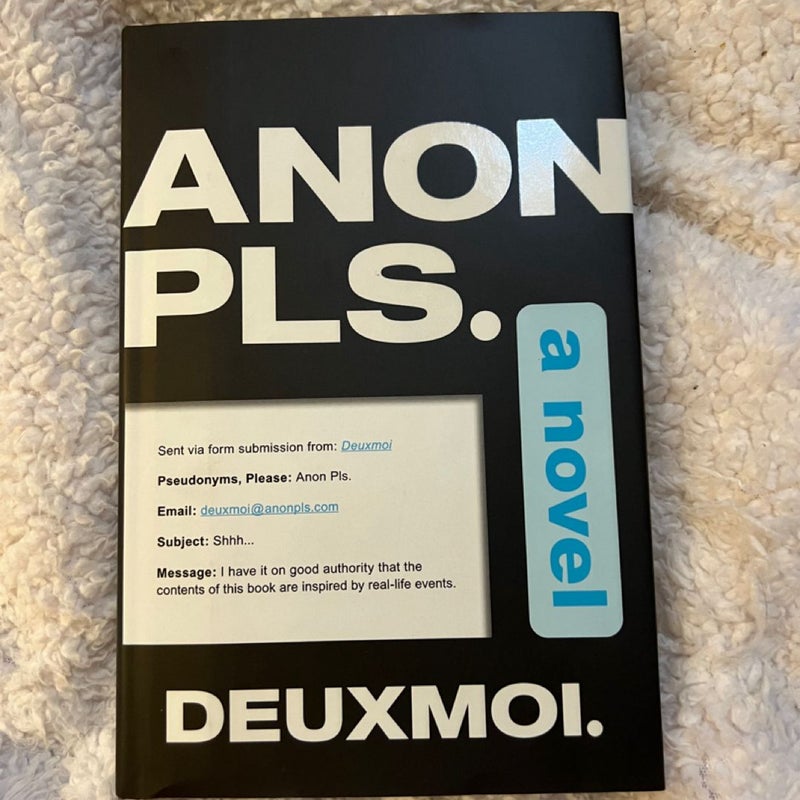 ANON
PLS.
a novel
Sent via form submission from: Deuxmoi
Pseudonyms, Please: Anon Pls.
Email: deuxmoi@anonpls.com
Subject: Shhh...
Message: I have it on good authority that the
contents of this book are inspired by real-life events.
DEUXMOI.